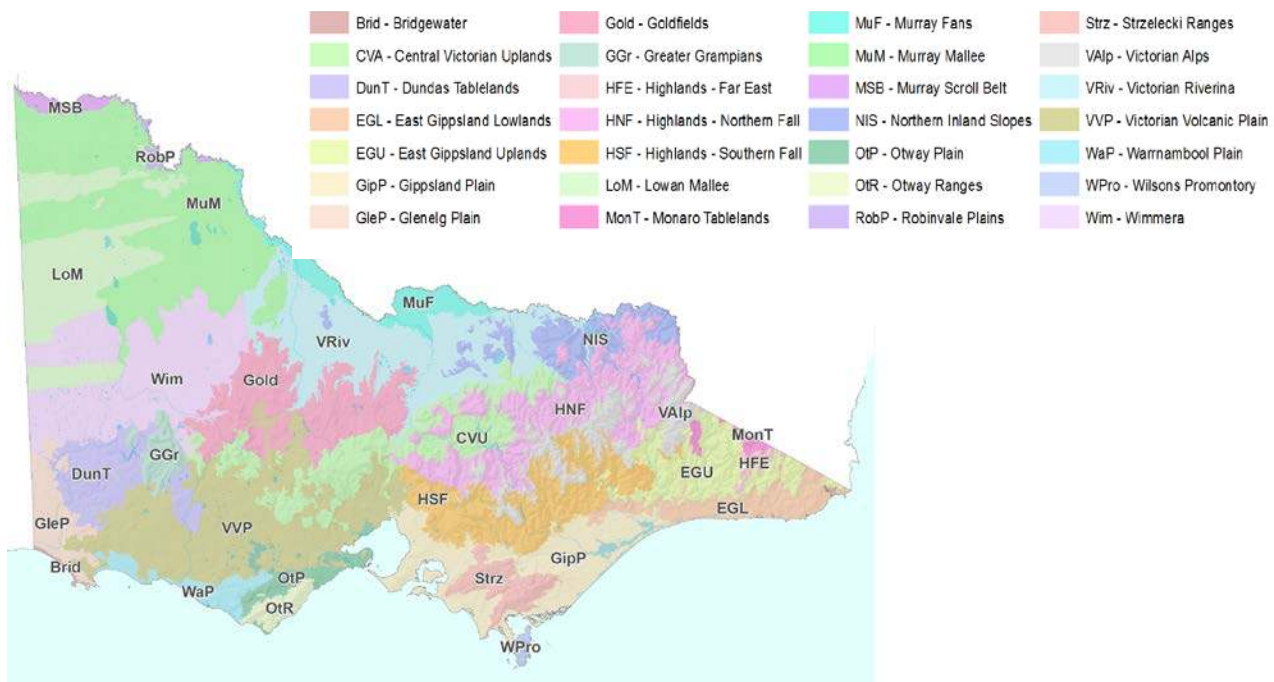 Brid - Bridgewater
CVA - Central Victorian Uplands
DunT - Dundas Tablelands
EGL - East Gippsland Lowlands
EGU - East Gippsland Uplands
GipP - Gippsland Plain
GleP - Glenelg Plain
Gold - Goldfields
GGr - Greater Grampians
HFE - Highlands - Far East
HNF - Highlands - Northern Fall
HSF - Highlands - Southern Fall
LoM - Lowan Mallee
MonT - Monaro Tablelands
MuF - Murray Fans
MuM - Murray Mallee
MSB - Murray Scroll Belt
NIS - Northern Inland Slopes
OtP - Otway Plain
OtR - Otway Ranges
RobP - Robinvale Plains
Strz - Strzelecki Ranges
VAlp - Victorian Alps
VRiv - Victorian Riverina
VVP - Victorian Volcanic Plain
WaP - Warrnambool Plain
WPro - Wilsons Promontory
Wim - Wimmera
MSB
RobP
MuM
LoM
MuF
VRiv
NIS
Wim
Gold
HNF
VAlp
CVU
MonT
GGr
HFE
DunT
EGU
HSF
EGL
GleP
VVP
GipP
Brid
OtP
Strz
WaP
OtR
WPro